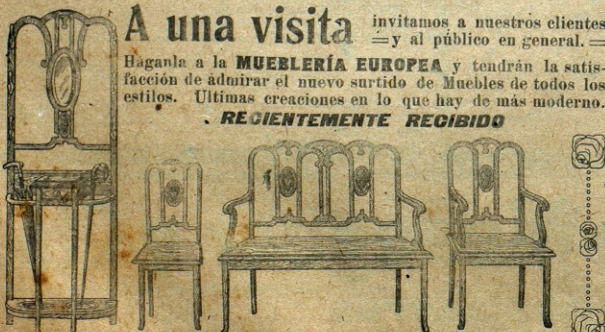 A una visita invitamos a nuestros clientes
y al público en general.
Háganla a la MUEBLERÍA EUROPEA y tendrán la satis-
facción de admirar el nuevo surtido de Muebles de todos los
estilos. Ultimas creaciones en lo que hay de más moderno.
RECIENTEMENTE RECIBIDO